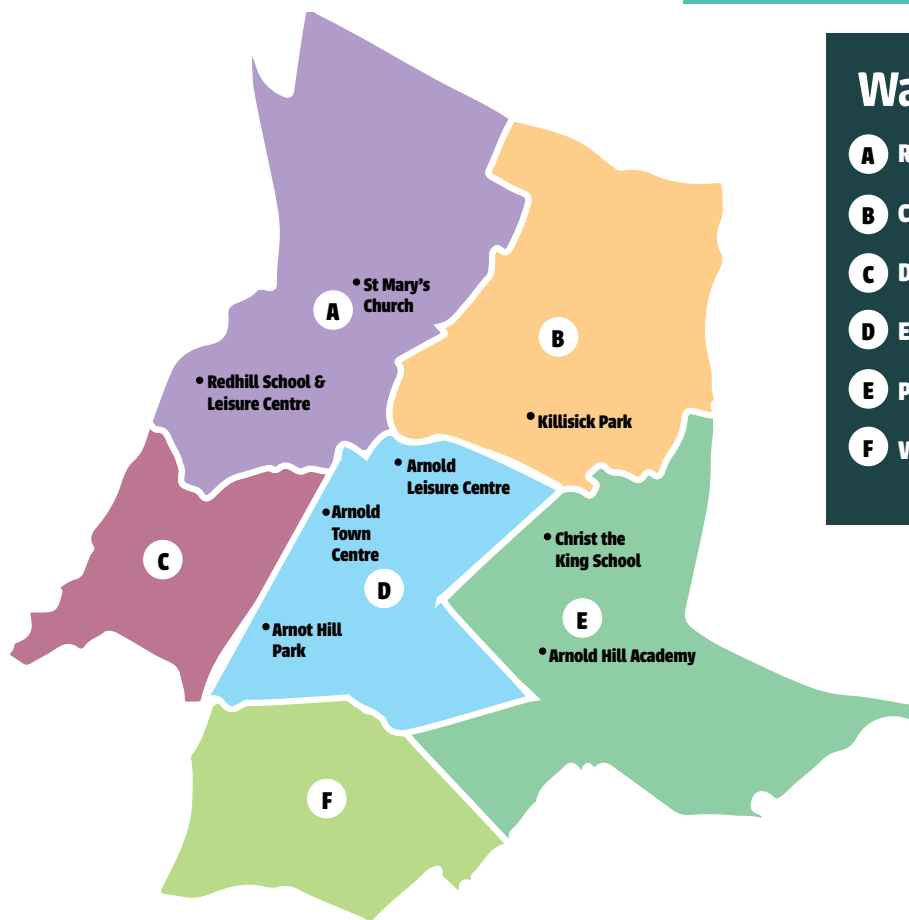 Wa
A R
B C
C D
D E
E P
F W
St Mary's
Church
A
B
Redhill School &
Leisure Centre
Killisick Park
Arnold
Leisure Centre
Arnold
Town
Centre
Christ the
King School
C
D
E
Arnot Hill
Park
Arnold Hill Academy
F